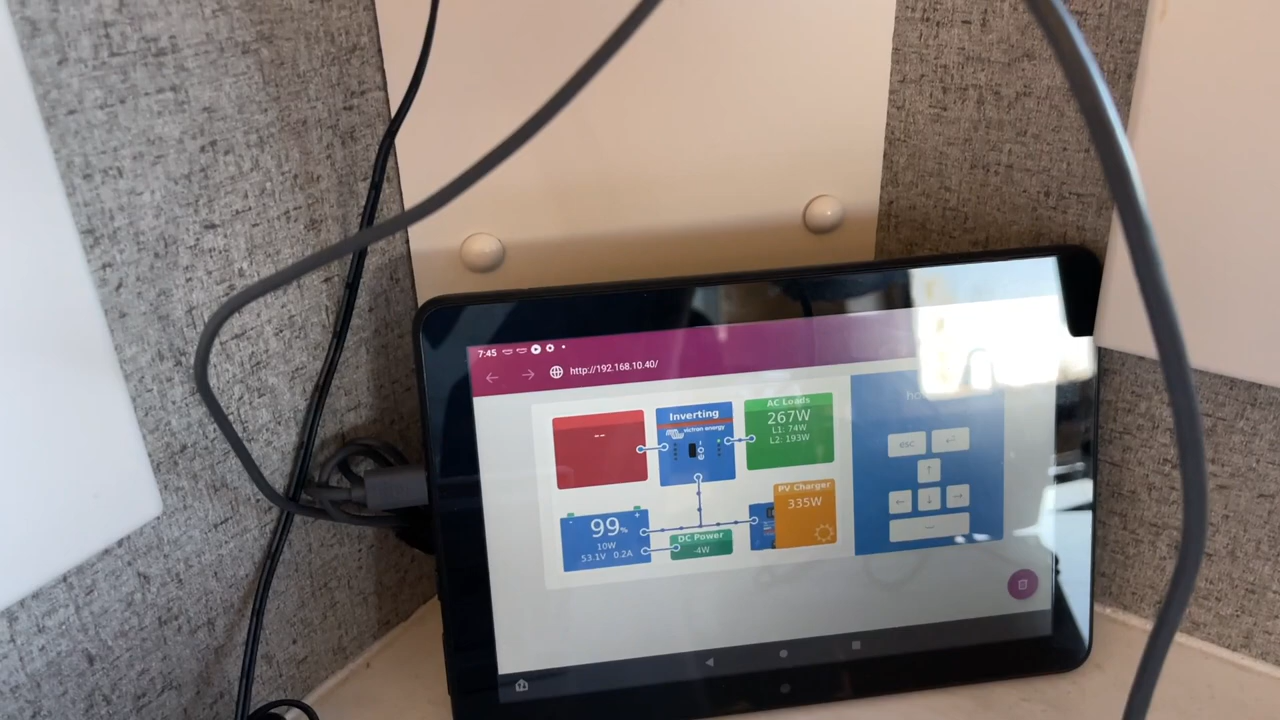 7:45
http://192.168.10.40/
--
Inverting
victron energy
AC Loads
267W
L1: 74W
L2: 193W
esc
99%
10W
53.1V 0.2A
DC Power
-4W
PV Charger
335W